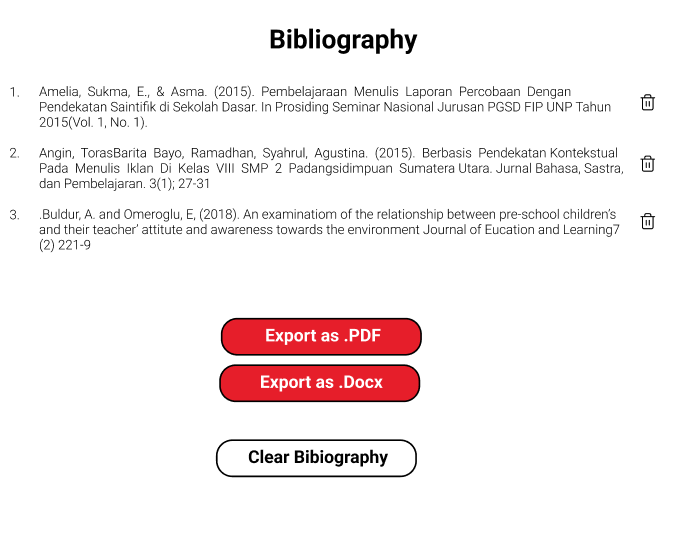 Bibliography
1. Amelia, Sukma, E., & Asma. (2015). Pembelajaraan Menulis Laporan Percobaan Dengan
Pendekatan Saintifik di Sekolah Dasar. In Prosiding Seminar Nasional Jurusan PGSD FIP UNP Tahun
2015(Vol. 1, No. 1).
2. Angin, TorasBarita Bayo, Ramadhan, Syahrul, Agustina. (2015). Berbasis Pendekatan Kontekstual
Pada Menulis Iklan Di Kelas VIII SMP 2 Padangsidimpuan Sumatera Utara. Jurnal Bahasa, Sastra,
dan Pembelajaran. 3(1); 27-31
3. .Buldur, A. and Omeroglu, E, (2018). An examinatiom of the relationship between pre-school children's
and their teacher' attitute and awareness towards the environment Journal of Eucation and Learning7
(2) 221-9
Export as .PDF
Export as .Docx
Clear Bibiography